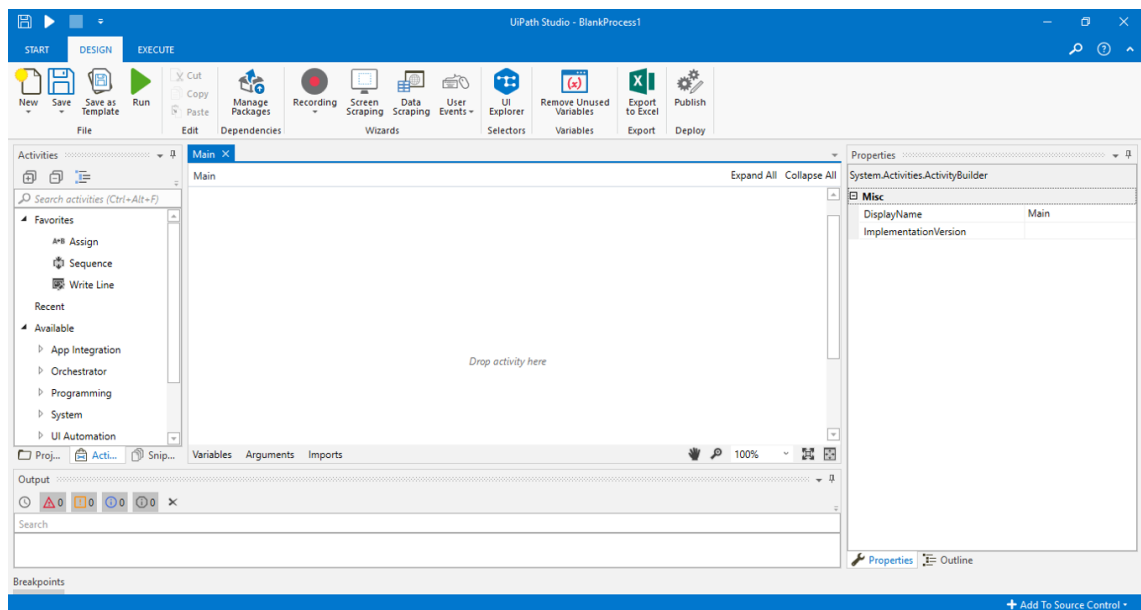 UiPath Studio - BlankProcess1
START DESIGN EXECUTE
New Save Save as Template Run
File
Cut
Copy
Paste
Edit
Manage Packages
Dependencies
Recording Screen Scraping Data Scraping User Events
Wizards
UI Explorer
Selectors
Remove Unused Variables
Variables
Export to Excel
Export
Publish
Deploy
Activities
Search activities (Ctrl+Alt+F)
Favorites
A+B Assign
Sequence
Write Line
Recent
Available
App Integration
Orchestrator
Programming
System
UI Automation
Proj... Acti... Snip...
Main
Main Expand All Collapse All
Drop activity here
Variables Arguments Imports 100%
Properties
System.Activities.ActivityBuilder
Misc
DisplayName Main
ImplementationVersion
Properties Outline
Output
0 0 0 0
Search
Breakpoints
Add To Source Control